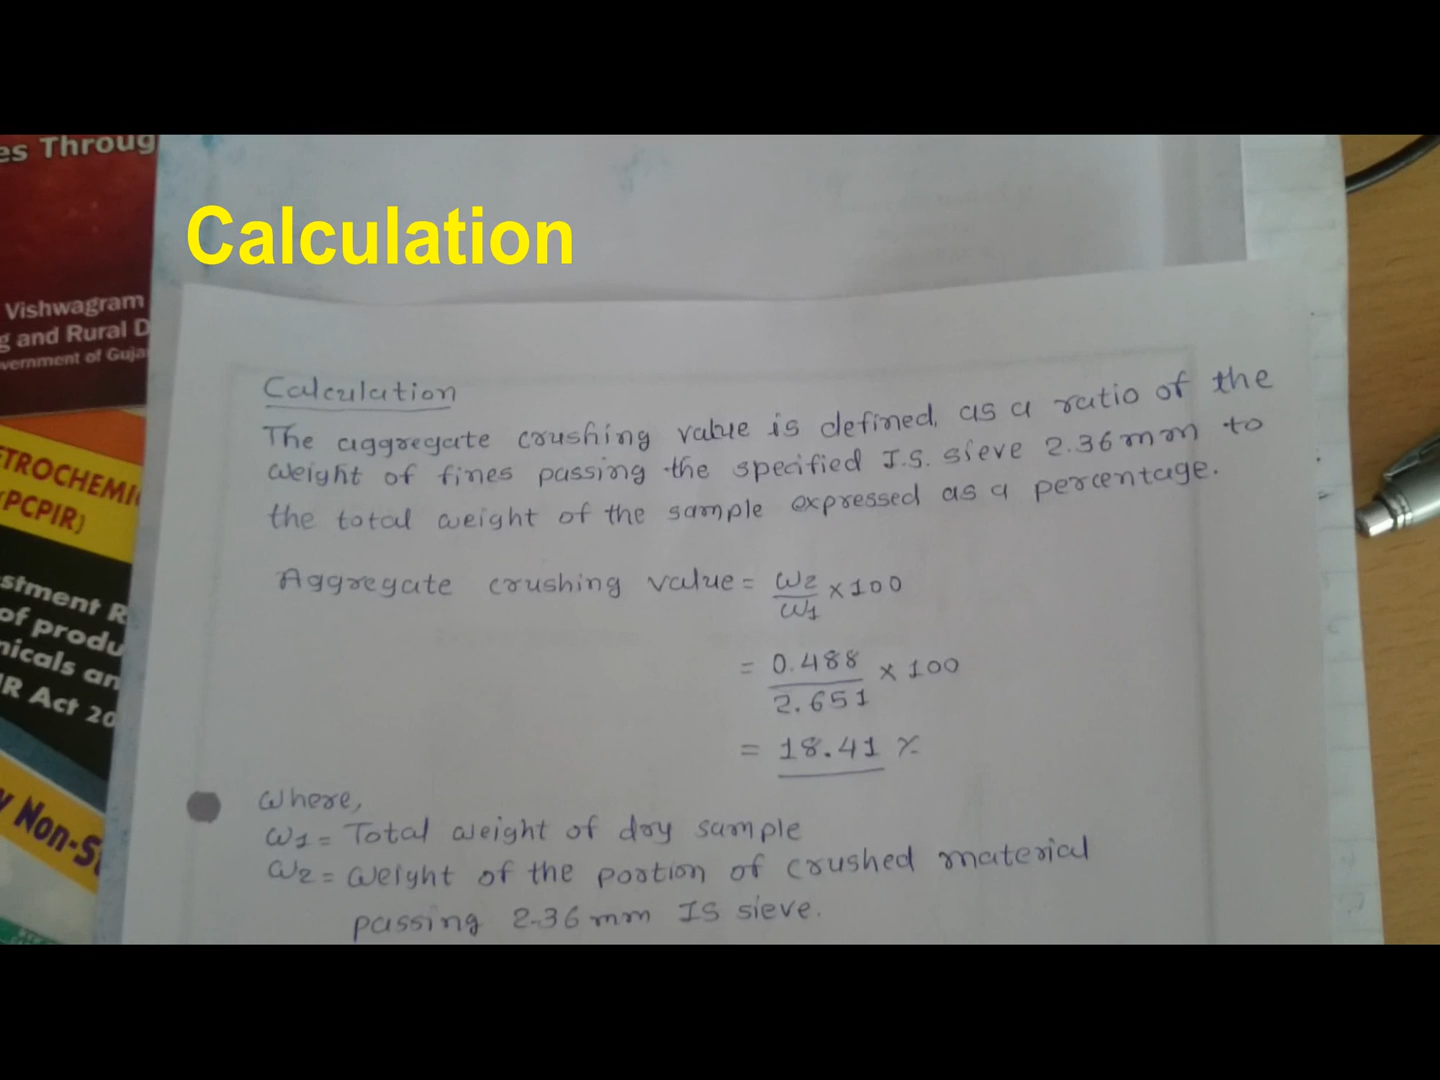 es Throug
Calculation
Vishwagram
g and Rural D
vernment of Guja
Calculation
The aggregate crushing value is defined, as a ratio of the
weight of fines passing the specified I.S. sieve 2.36mm to
the total weight of the sample expressed as a percentage.
ETROCHEMI
(PCPIR)
Aggregate crushing value = W2/W1 x 100
stment R
of produ
nicals an
IR Act 20
= 0.488/2.651 x 100
= 18.41 %
y Non-S
Where,
W1 = Total weight of dry sample
W2 = weight of the portion of crushed material
passing 2.36 mm IS sieve.